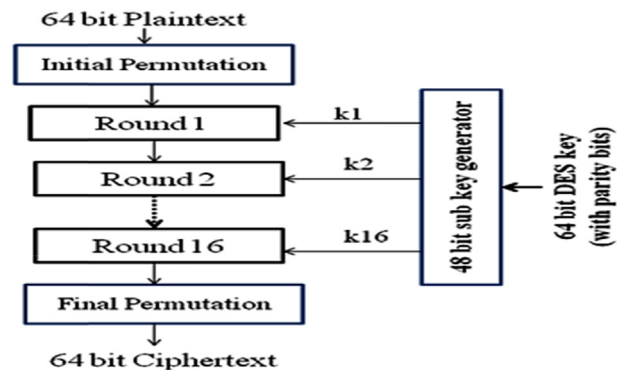 64 bit Plaintext
Initial Permutation
Round 1
k1
Round 2
k2
Round 16
k16
Final Permutation
64 bit Ciphertext
48 bit sub key generator
64 bit DES key
(with parity bits)